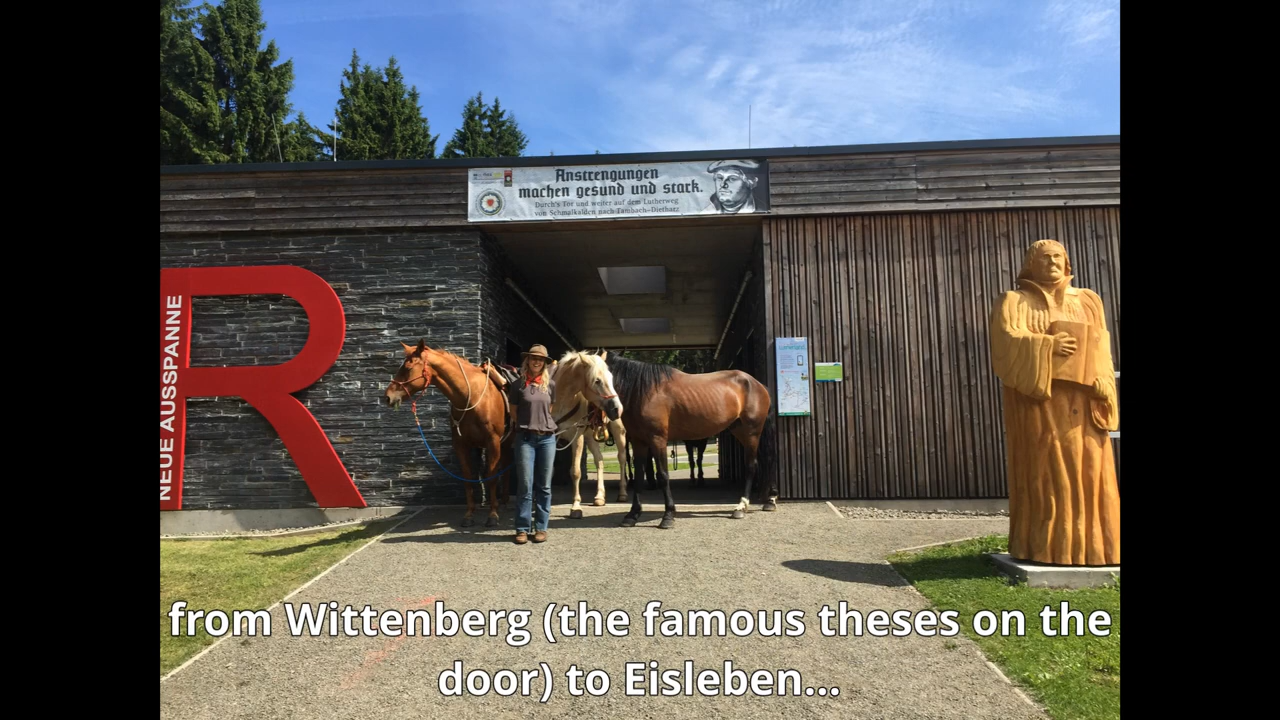 Anstrengungen
machen gesund und stark.
Durch's Tor und weiter auf dem Lutherweg
von Schmalkalden nach Tambach-Dietharz
R
NEUE AUSSPANNE
from Wittenberg (the famous theses on the
door) to Eisleben...